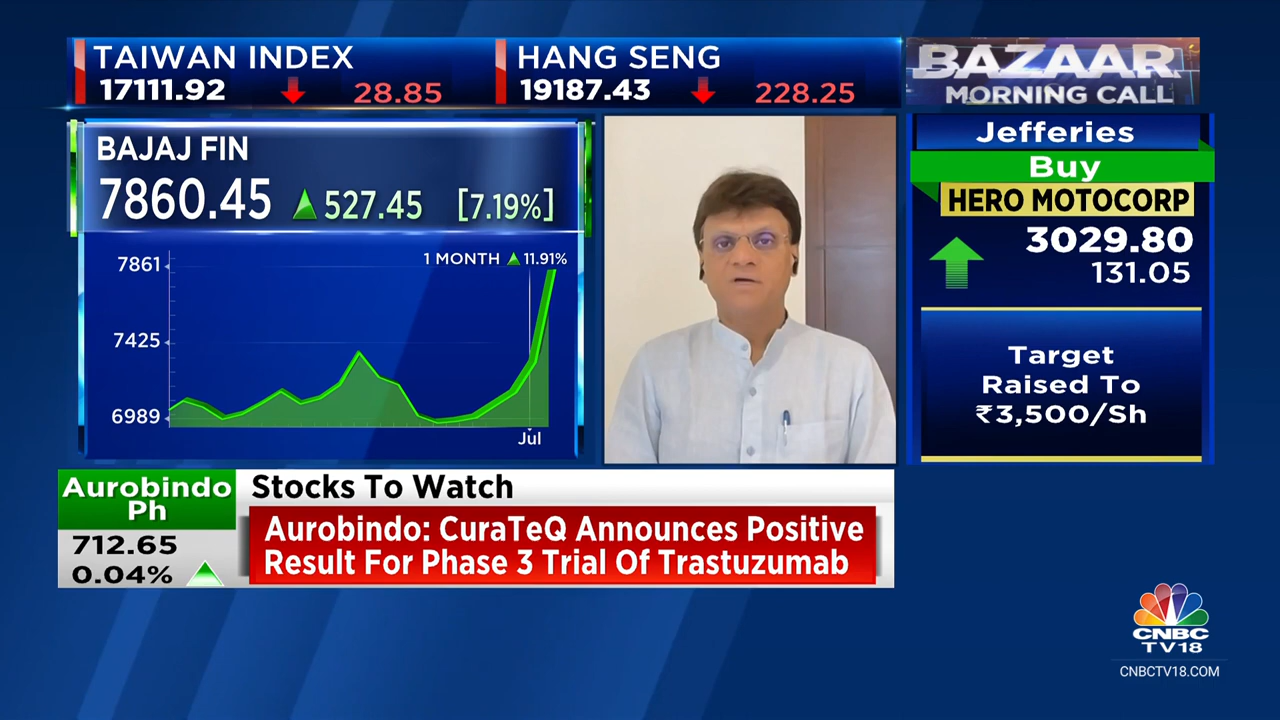 TAIWAN INDEX
17111.92 28.85
HANG SENG
19187.43 228.25
BAZAAR
MORNING CALL
BAJAJ FIN
7860.45 527.45 [7.19%]
1 MONTH 11.91%
7861
7425
6989
Jul
Jefferies
Buy
HERO MOTOCORP
3029.80
131.05
Target
Raised To
₹3,500/Sh
Aurobindo
Ph
712.65
0.04%
Stocks To Watch
Aurobindo: CuraTeQ Announces Positive
Result For Phase 3 Trial Of Trastuzumab
CNBC
TV18
CNBCTV18.COM